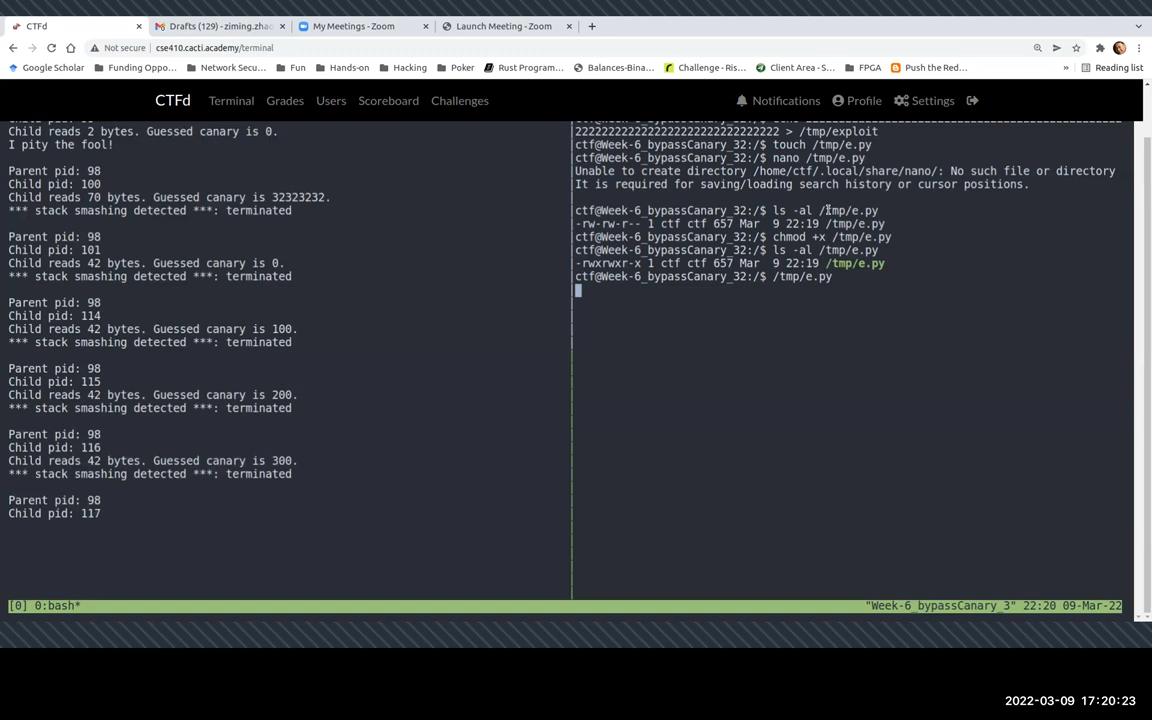 CTFd
Drafts (129) - ziming.zhao
My Meetings - Zoom
Launch Meeting - Zoom
Not secure
cse410.cacti.academy/terminal
Google Scholar
Funding Oppo...
Network Secu...
Fun
Hands-on
Hacking
Poker
Rust Program...
Balances-Bina...
Challenge - Ris...
Client Area - S...
FPGA
Push the Red...
»
Reading list
CTFd
Terminal
Grades
Users
Scoreboard
Challenges
Notifications
Profile
Settings
Child reads 2 bytes. Guessed canary is 0.
I pity the fool!
Parent pid: 98
Child pid: 100
Child reads 70 bytes. Guessed canary is 32323232.
*** stack smashing detected ***: terminated
Parent pid: 98
Child pid: 101
Child reads 42 bytes. Guessed canary is 0.
*** stack smashing detected ***: terminated
Parent pid: 98
Child pid: 114
Child reads 42 bytes. Guessed canary is 100.
*** stack smashing detected ***: terminated
Parent pid: 98
Child pid: 115
Child reads 42 bytes. Guessed canary is 200.
*** stack smashing detected ***: terminated
Parent pid: 98
Child pid: 116
Child reads 42 bytes. Guessed canary is 300.
*** stack smashing detected ***: terminated
Parent pid: 98
Child pid: 117
2222222222222222222222222222222 > /tmp/exploit
ctf@Week-6_bypassCanary_32:/$ touch /tmp/e.py
ctf@Week-6_bypassCanary_32:/$ nano /tmp/e.py
Unable to create directory /home/ctf/.local/share/nano/: No such file or directory
It is required for saving/loading search history or cursor positions.
ctf@Week-6_bypassCanary_32:/$ ls -al /tmp/e.py
-rw-rw-r-- 1 ctf ctf 657 Mar  9 22:19 /tmp/e.py
ctf@Week-6_bypassCanary_32:/$ chmod +x /tmp/e.py
ctf@Week-6_bypassCanary_32:/$ ls -al /tmp/e.py
-rwxrwxr-x 1 ctf ctf 657 Mar  9 22:19 /tmp/e.py
ctf@Week-6_bypassCanary_32:/$ /tmp/e.py
[0] 0:bash*
"Week-6_bypassCanary_3" 22:20 09-Mar-22
2022-03-09 17:20:23